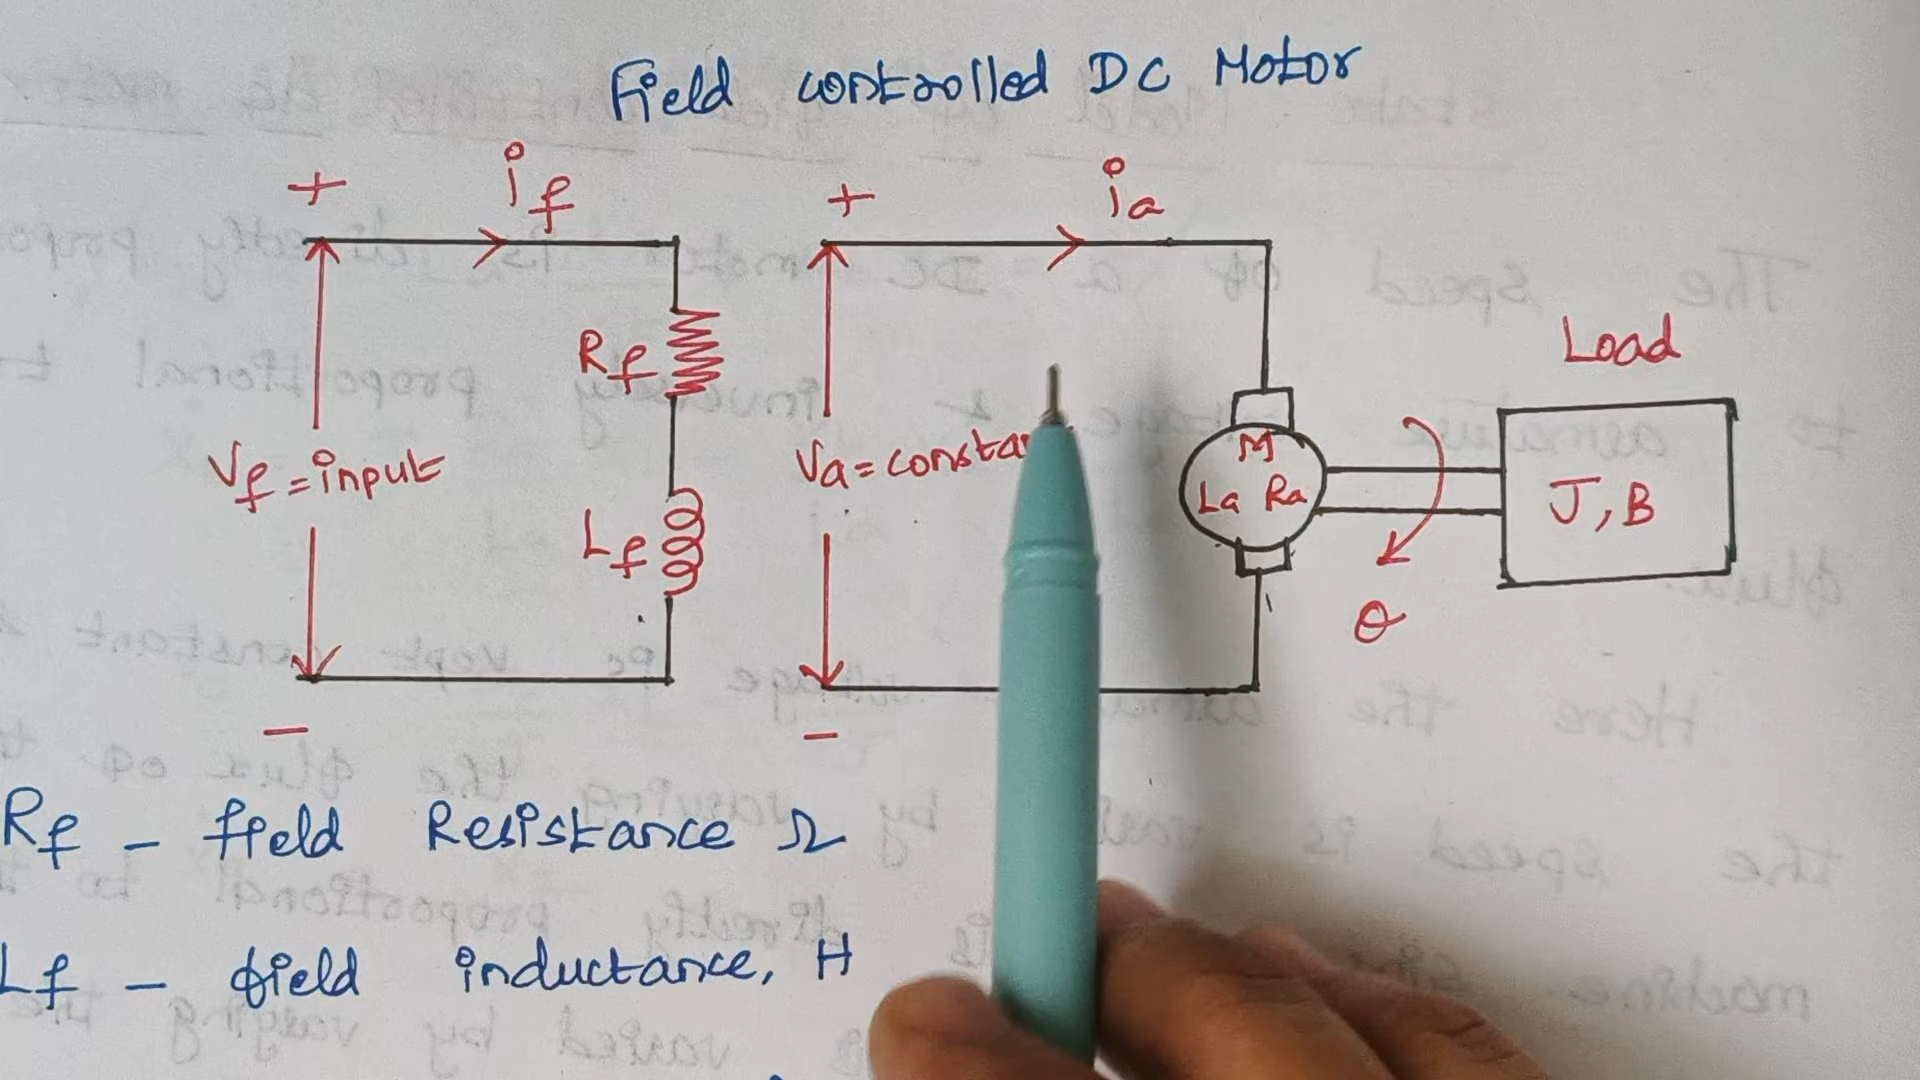 Field controlled DC Motor
+ if + ia
Rf
Load
Vf = input
Va = consta
M
La Ra
J, B
Lf
θ
− −
Rf − field Resistance Ω
Lf − field inductance, H